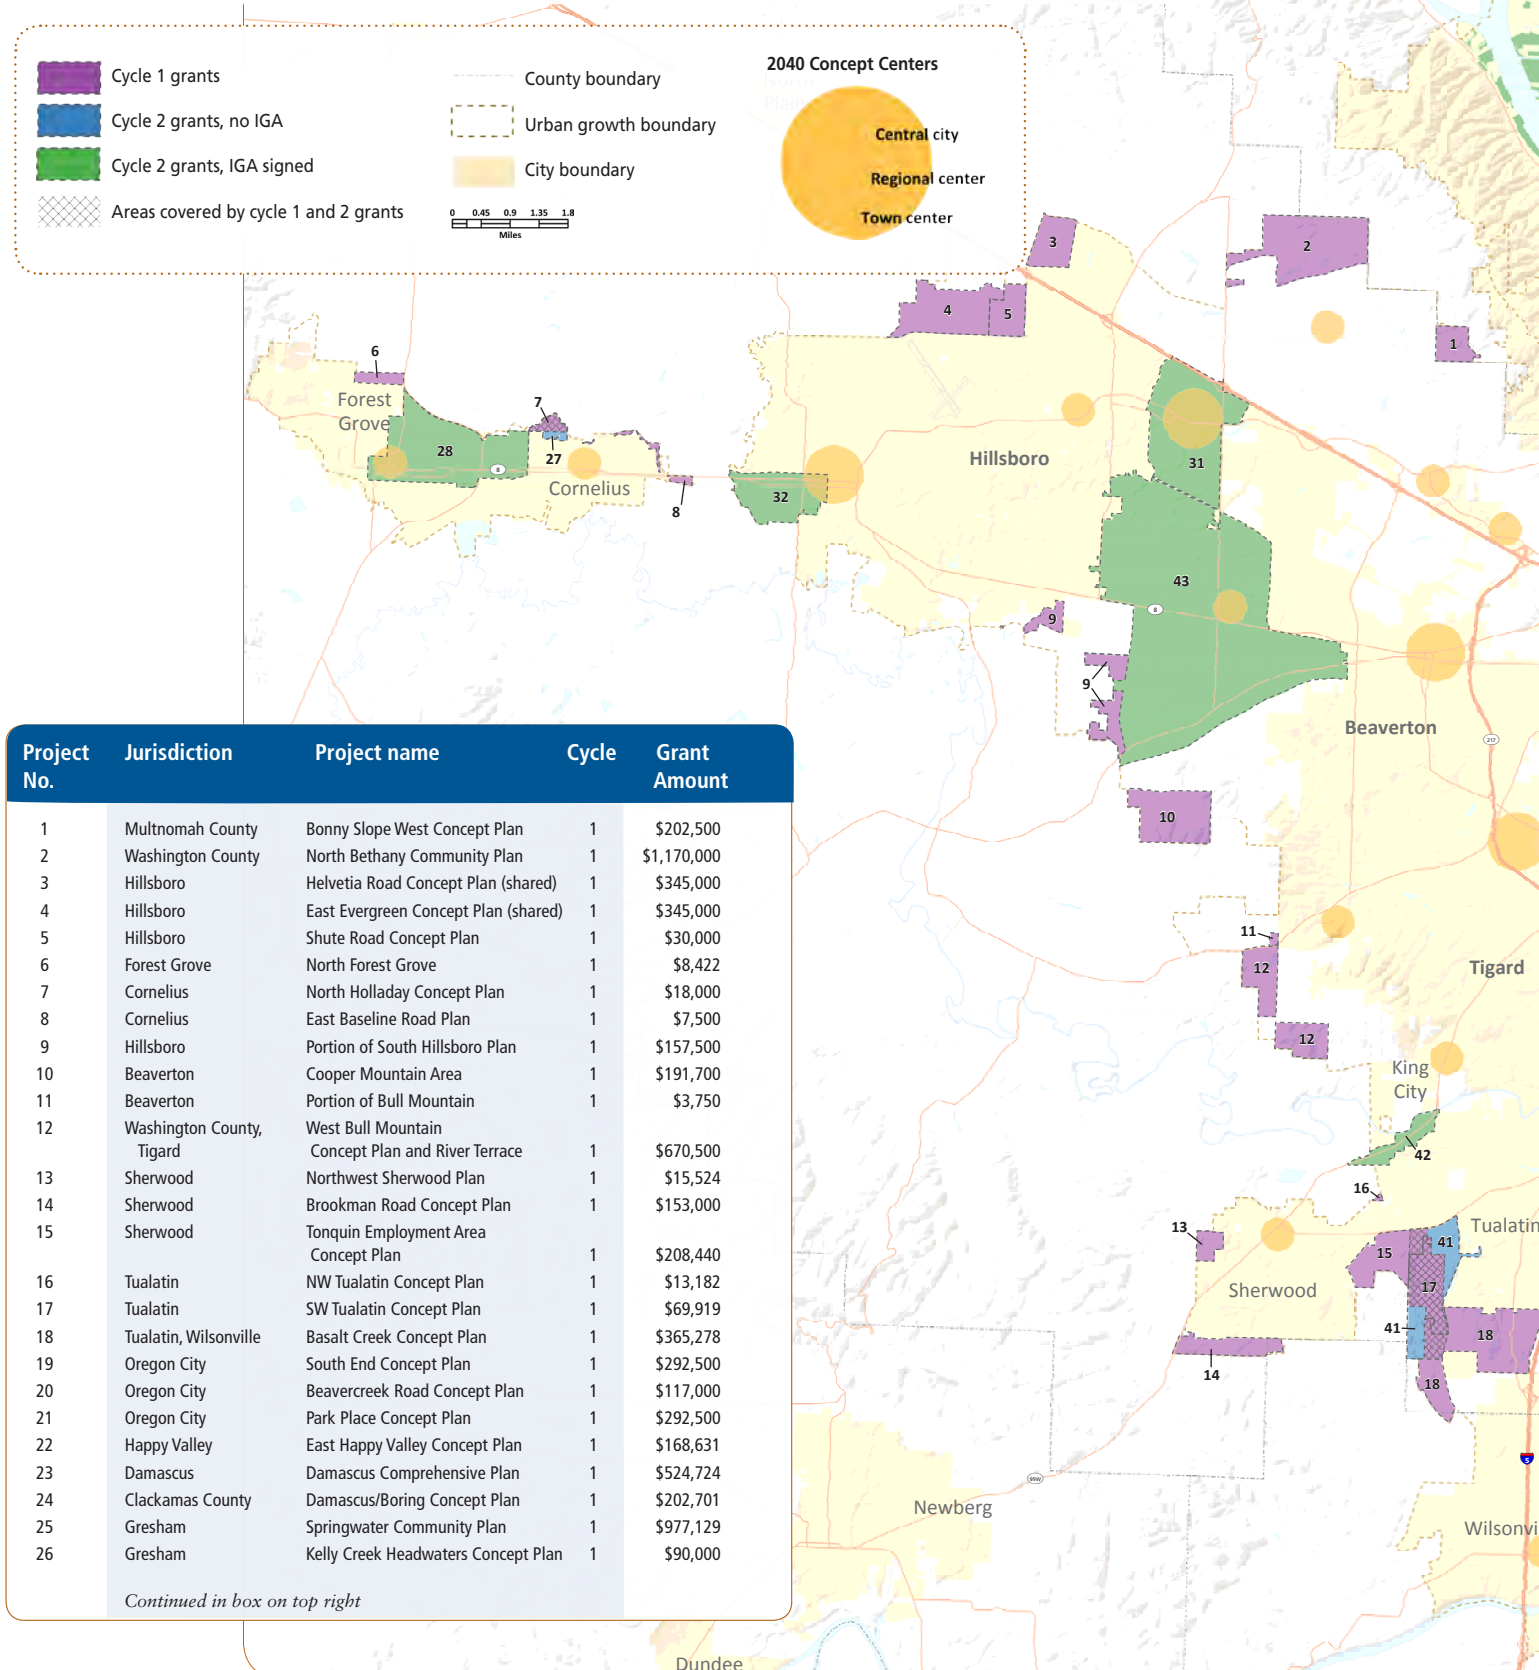 Cycle 1 grants
Cycle 2 grants, no IGA
Cycle 2 grants, IGA signed
Areas covered by cycle 1 and 2 grants
County boundary
Urban growth boundary
City boundary
0 0.45 0.9 1.35 1.8
Miles
2040 Concept Centers
North
Plains
Central city
Regional center
Town center
3
2
4
5
1
6
Forest
Grove
7
28
27
8
Cornelius
8
32
Hillsboro
31
43
8
9
9
Beaverton
217
10
11
12
Tigard
12
King
City
42
16
13
Tualatin
15
41
17
Sherwood
41
18
14
18
5
99W
Newberg
Wilsonvi
Dundee
Project No. Jurisdiction Project name Cycle Grant Amount
1 Multnomah County Bonny Slope West Concept Plan 1 $202,500
2 Washington County North Bethany Community Plan 1 $1,170,000
3 Hillsboro Helvetia Road Concept Plan (shared) 1 $345,000
4 Hillsboro East Evergreen Concept Plan (shared) 1 $345,000
5 Hillsboro Shute Road Concept Plan 1 $30,000
6 Forest Grove North Forest Grove 1 $8,422
7 Cornelius North Holladay Concept Plan 1 $18,000
8 Cornelius East Baseline Road Plan 1 $7,500
9 Hillsboro Portion of South Hillsboro Plan 1 $157,500
10 Beaverton Cooper Mountain Area 1 $191,700
11 Beaverton Portion of Bull Mountain 1 $3,750
12 Washington County, West Bull Mountain
Tigard Concept Plan and River Terrace 1 $670,500
13 Sherwood Northwest Sherwood Plan 1 $15,524
14 Sherwood Brookman Road Concept Plan 1 $153,000
15 Sherwood Tonquin Employment Area
Concept Plan 1 $208,440
16 Tualatin NW Tualatin Concept Plan 1 $13,182
17 Tualatin SW Tualatin Concept Plan 1 $69,919
18 Tualatin, Wilsonville Basalt Creek Concept Plan 1 $365,278
19 Oregon City South End Concept Plan 1 $292,500
20 Oregon City Beavercreek Road Concept Plan 1 $117,000
21 Oregon City Park Place Concept Plan 1 $292,500
22 Happy Valley East Happy Valley Concept Plan 1 $168,631
23 Damascus Damascus Comprehensive Plan 1 $524,724
24 Clackamas County Damascus/Boring Concept Plan 1 $202,701
25 Gresham Springwater Community Plan 1 $977,129
26 Gresham Kelly Creek Headwaters Concept Plan 1 $90,000
Continued in box on top right